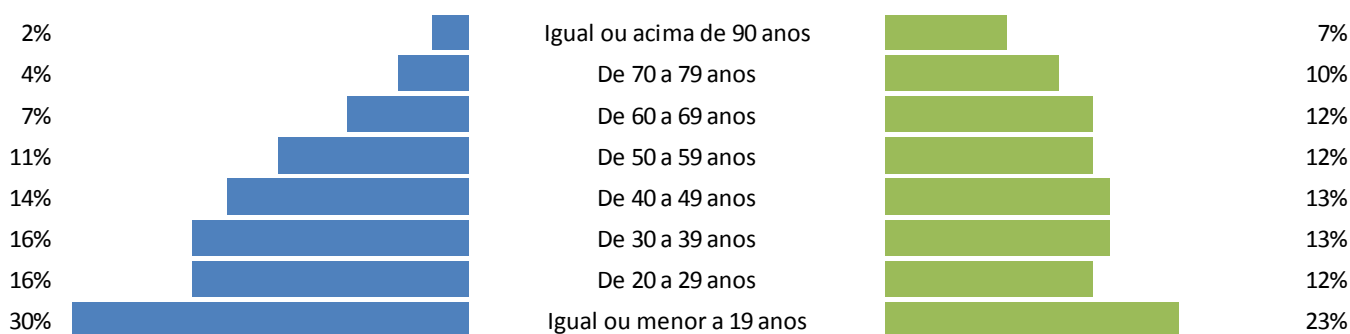 2% Igual ou acima de 90 anos 7%
4% De 70 a 79 anos 10%
7% De 60 a 69 anos 12%
11% De 50 a 59 anos 12%
14% De 40 a 49 anos 13%
16% De 30 a 39 anos 13%
16% De 20 a 29 anos 12%
30% Igual ou menor a 19 anos 23%